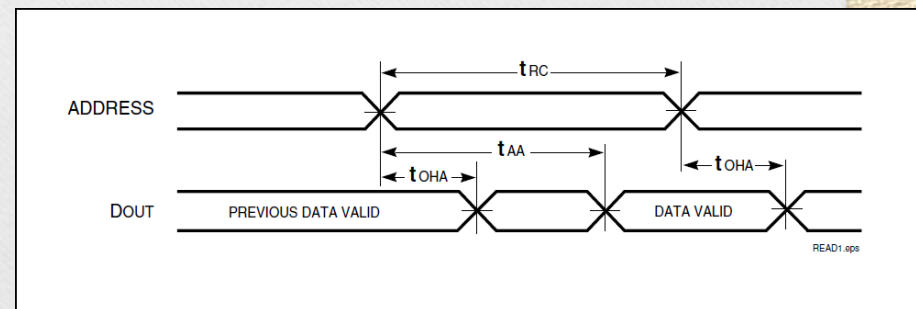 tRC
ADDRESS
tAA
tOHA
tOHA
DOUT
PREVIOUS DATA VALID
DATA VALID
READ1.eps